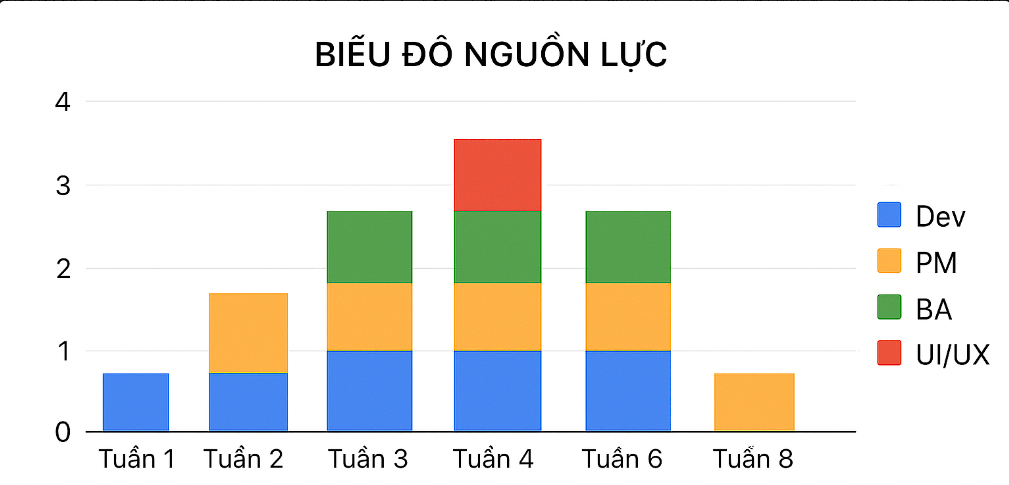 BIẾU ĐÔ NGUỒN LỰC
4
3
2
1
0
Tuần 1 Tuần 2 Tuần 3 Tuần 4 Tuần 6 Tuấn 8
Dev
PM
BA
UI/UX